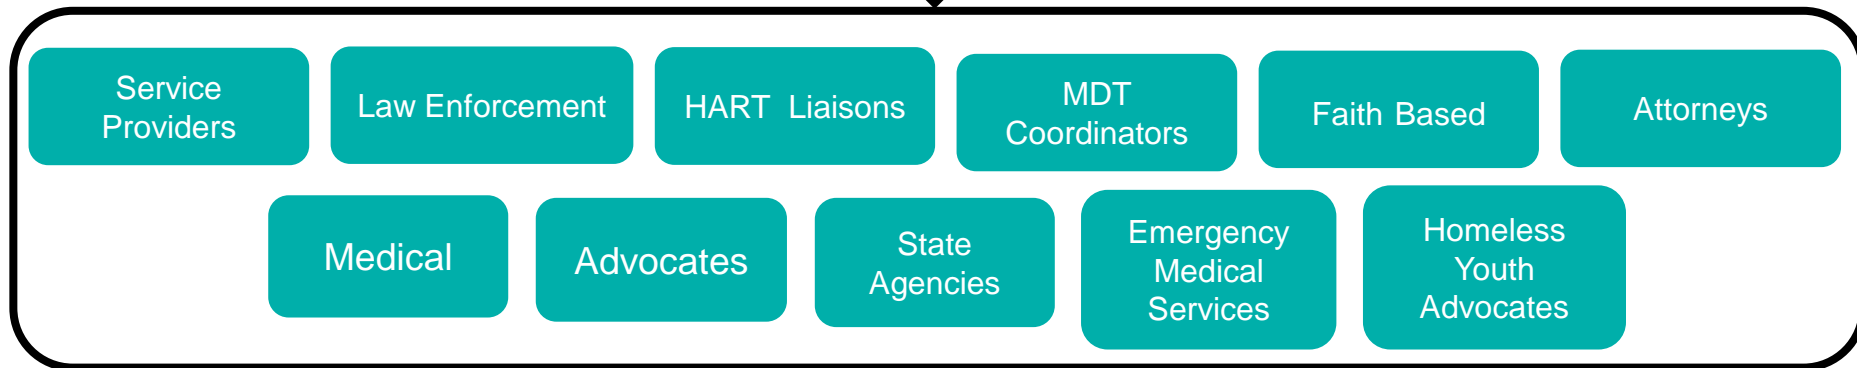 Service
Providers
Law Enforcement
HART Liaisons
MDT
Coordinators
Faith Based
Attorneys
Medical
Advocates
State
Agencies
Emergency
Medical
Services
Homeless
Youth
Advocates